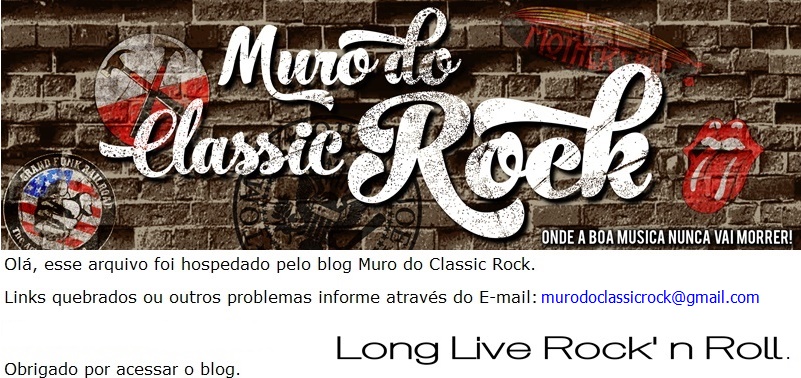 Muro do
Classic Rock
MOTHER
GRAND FUNK RAILROAD
ONDE A BOA MUSICA NUNCA VAI MORRER!
Olá, esse arquivo foi hospedado pelo blog Muro do Classic Rock.
Links quebrados ou outros problemas informe através do E-mail: murodoclassicrock@gmail.com
Long Live Rock' n Roll.
Obrigado por acessar o blog.